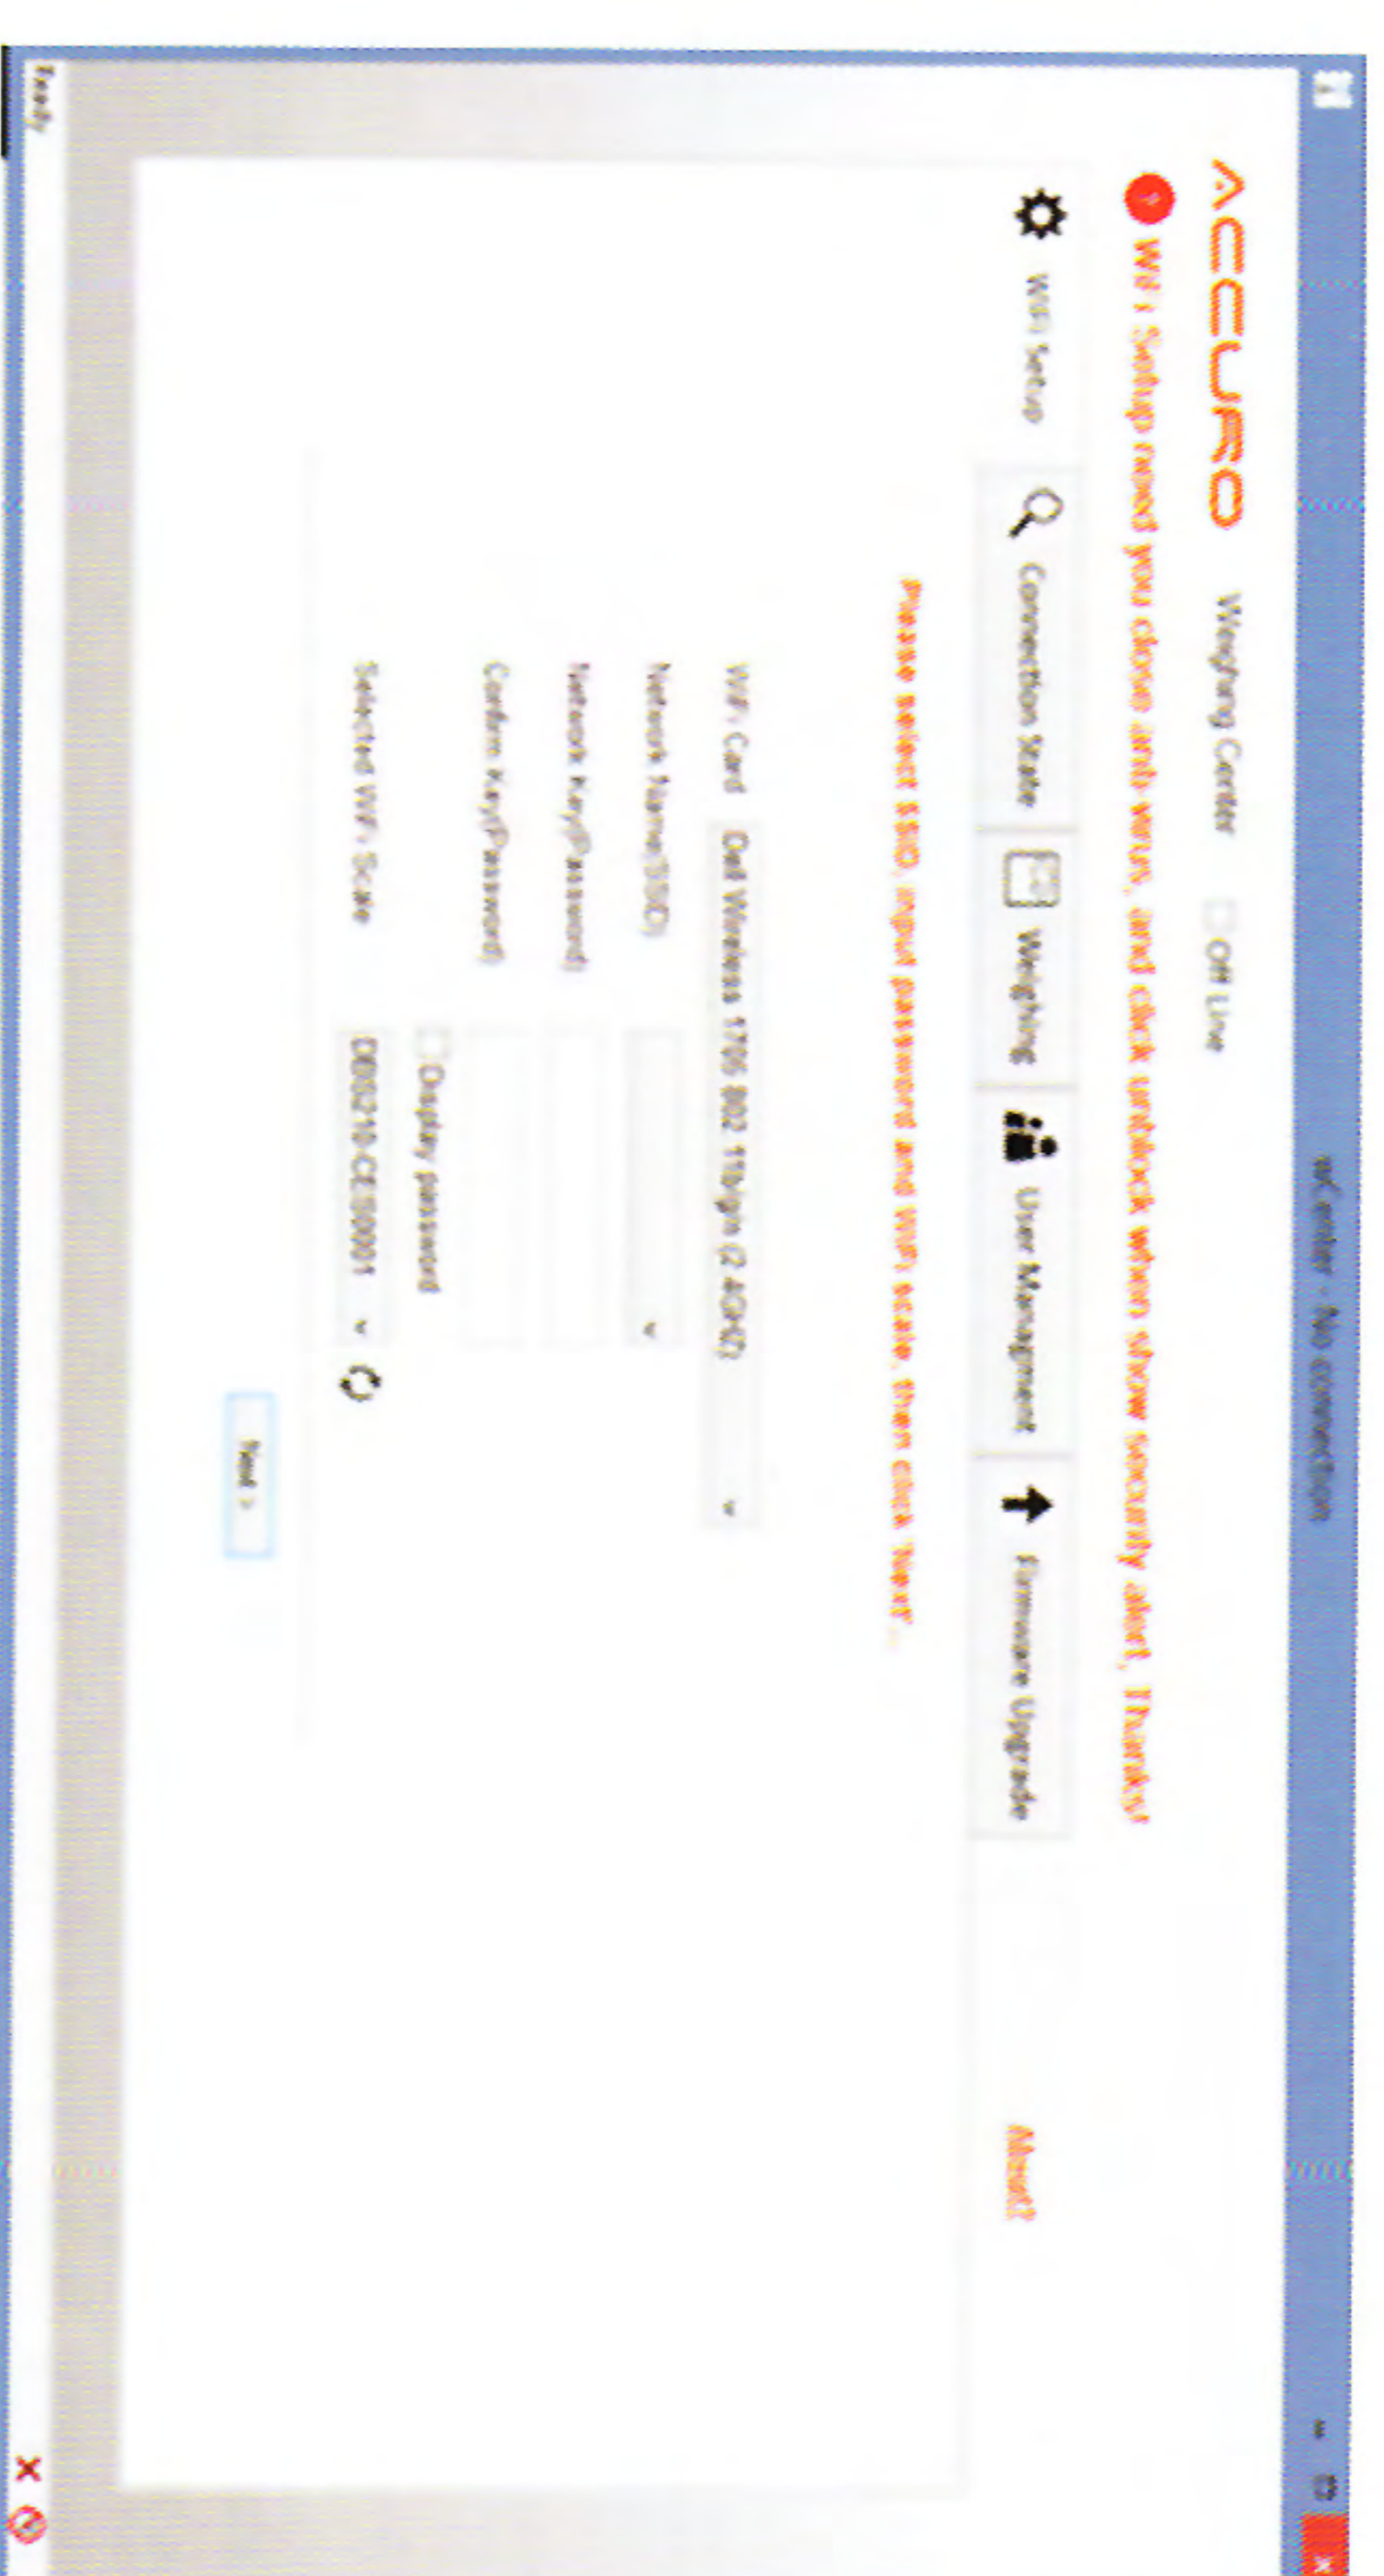 wCenter - No connection
ACCURO Weighing Center Off Line
WiFi Setup need you close anti-virus, and click unblock when show security alert, Thanks!
WiFi Setup
Connection State
Weighing
User Managment
Firmware Upgrade
About?
Please select SSID, input password and WiFi scale, then click 'Next'...
WiFi Card Dell Wireless 1705 802.11b/g/n (2.4GHZ)
Network Name(SSID)
Network Key(Password)
Confirm Key(Password)
Display password
Selected WiFi Scale
Next >
Ready